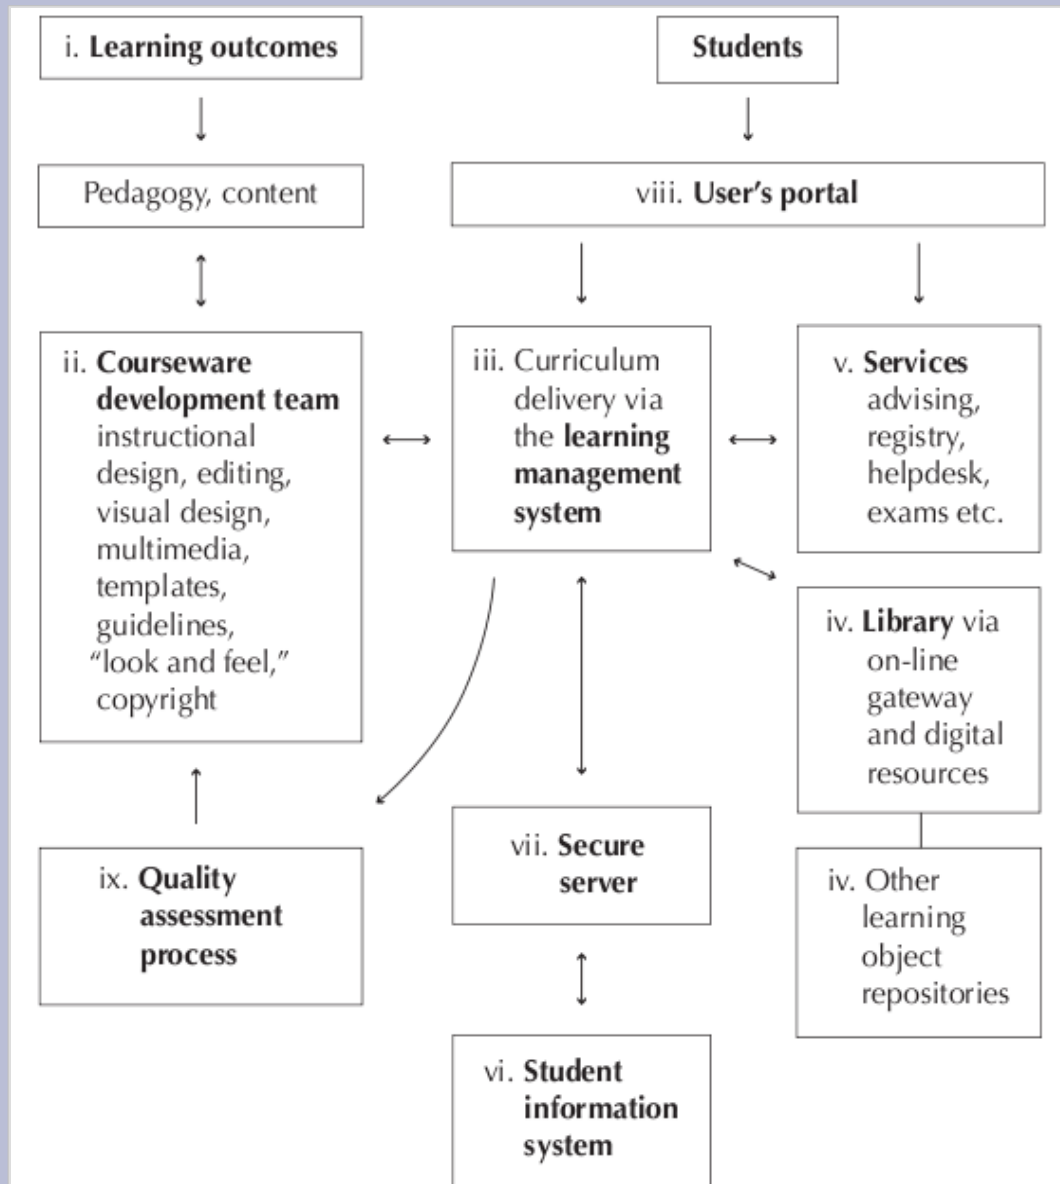 i. Learning outcomes
Students
Pedagogy, content
viii. User's portal
ii. Courseware
development team
instructional
design, editing,
visual design,
multimedia,
templates,
guidelines,
“look and feel,”
copyright
iii. Curriculum
delivery via
the learning
management
system
v. Services
advising,
registry,
helpdesk,
exams etc.
iv. Library via
on-line
gateway
and digital
resources
ix. Quality
assessment
process
vii. Secure
server
iv. Other
learning
object
repositories
vi. Student
information
system